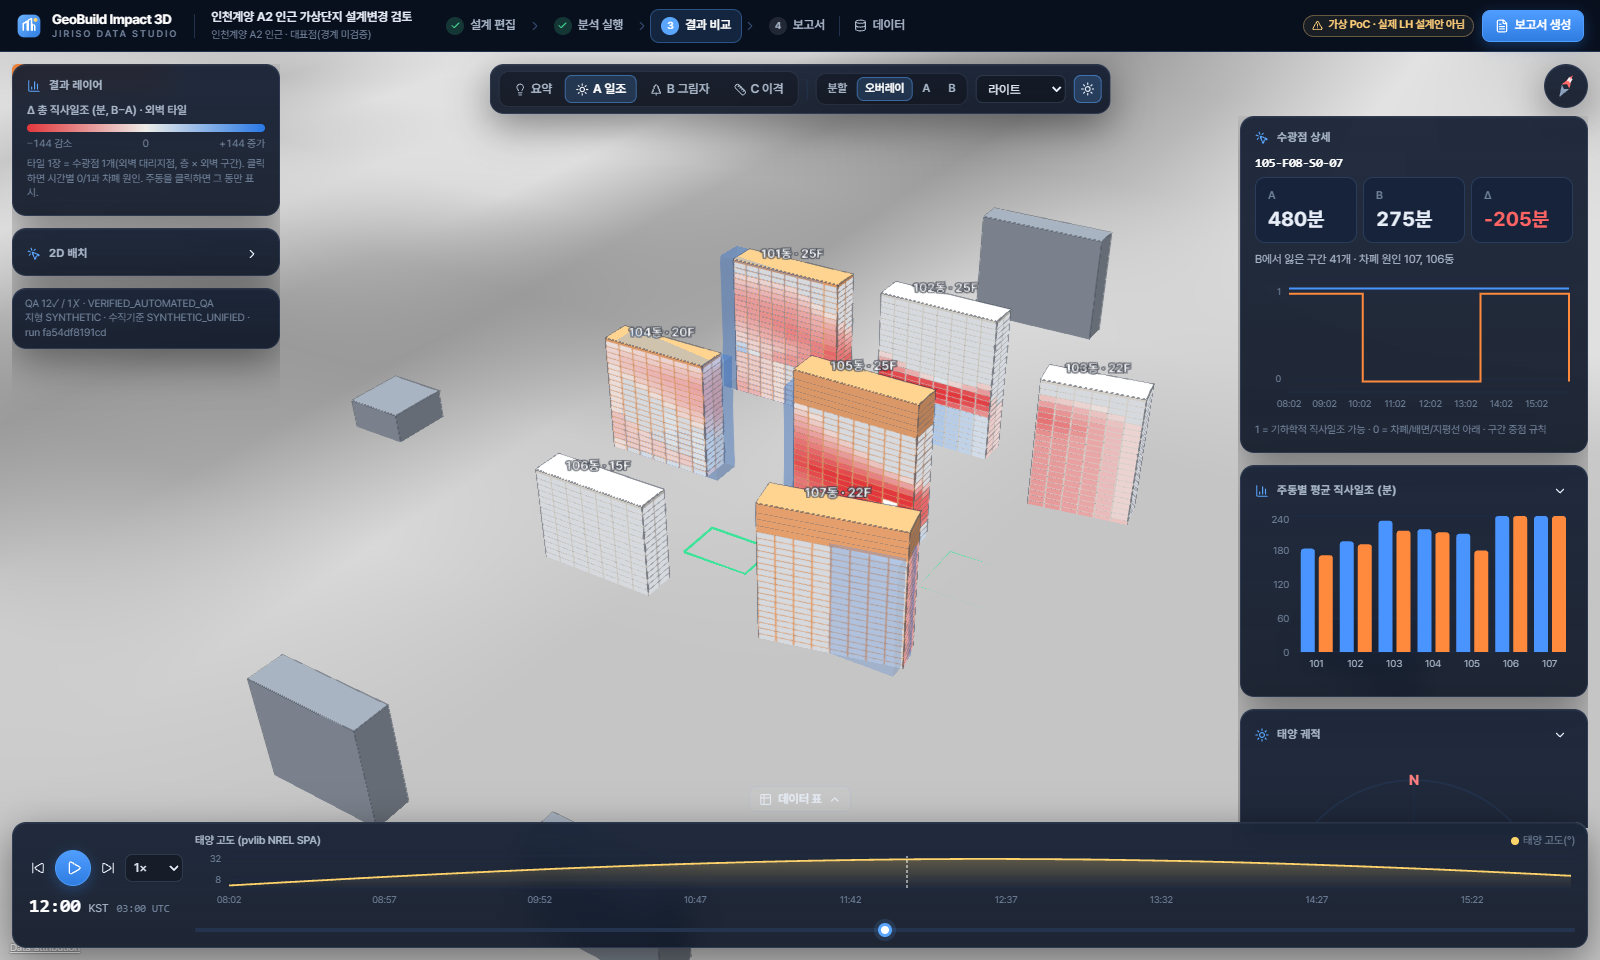 GeoBuild Impact 3D
JIRISO DATA STUDIO
인천계양 A2 인근 가상단지 설계변경 검토
인천계양 A2 인근 · 대표점(경계 미검증)
설계 편집
분석 실행
3 결과 비교
4 보고서
데이터
가상 PoC · 실제 LH 설계안 아님
보고서 생성
결과 레이어
Δ 총 직사일조 (분, B−A) · 외벽 타일
−144 감소 0 +144 증가
타일 1장 = 수광점 1개(외벽 대리지점, 층 × 외벽 구간). 클릭
하면 시간별 0/1과 차폐 원인. 주동을 클릭하면 그 동만 표
시.
2D 배치
QA 12✓ / 1✗ · VERIFIED_AUTOMATED_QA
지형 SYNTHETIC · 수직기준 SYNTHETIC_UNIFIED ·
run fa54df8191cd
요약
A 일조
B 그림자
C 이격
분할
오버레이
A
B
라이트
101동 · 25F
102동 · 25F
104동 · 20F
105동 · 25F
103동 · 22F
106동 · 15F
107동 · 22F
수광점 상세
105-F08-S0-07
A
480분
B
275분
Δ
-205분
B에서 잃은 구간 41개 · 차폐 원인 107, 106동
1
0
08:02 09:02 10:02 11:02 12:02 13:02 14:02 15:02
1 = 기하학적 직사일조 가능 · 0 = 차폐/배면/지평선 아래 · 구간 중점 규칙
주동별 평균 직사일조 (분)
240
180
120
60
0
101 102 103 104 105 106 107
태양 궤적
N
데이터 표
태양 고도 (pvlib NREL SPA)
태양 고도(°)
32
8
08:02 08:57 09:52 10:47 11:42 12:37 13:32 14:27 15:22
1×
12:00 KST 03:00 UTC
Data attribution